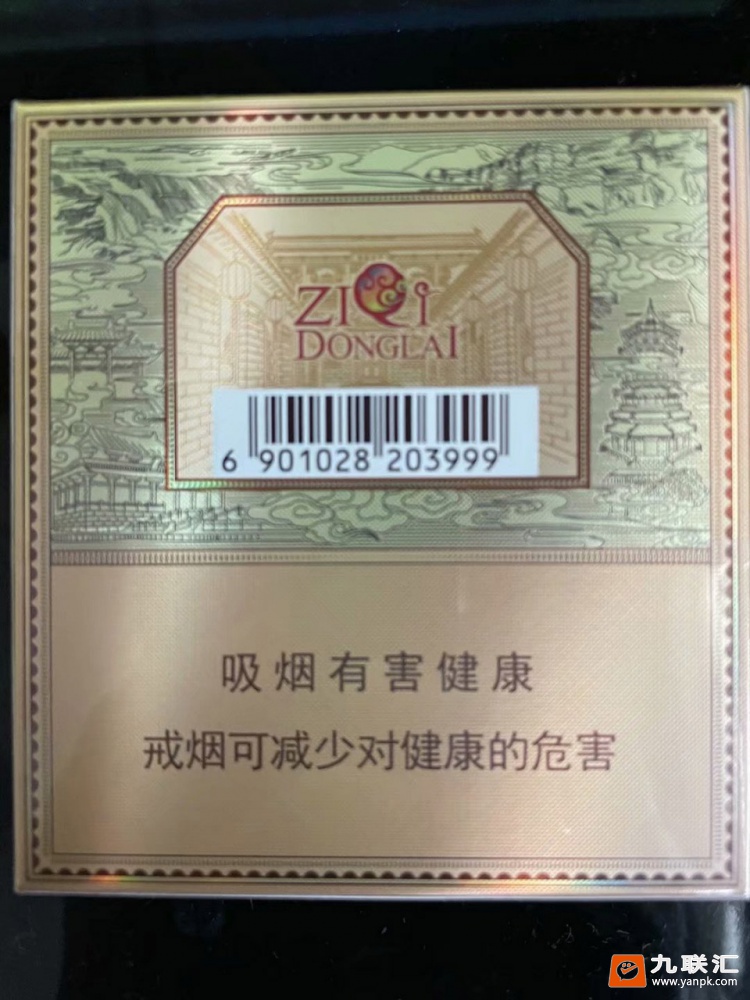 ZIQI
DONGLAI
6 901028 203999
吸烟有害健康
戒烟可减少对健康的危害
九联汇
www.yanpk.com